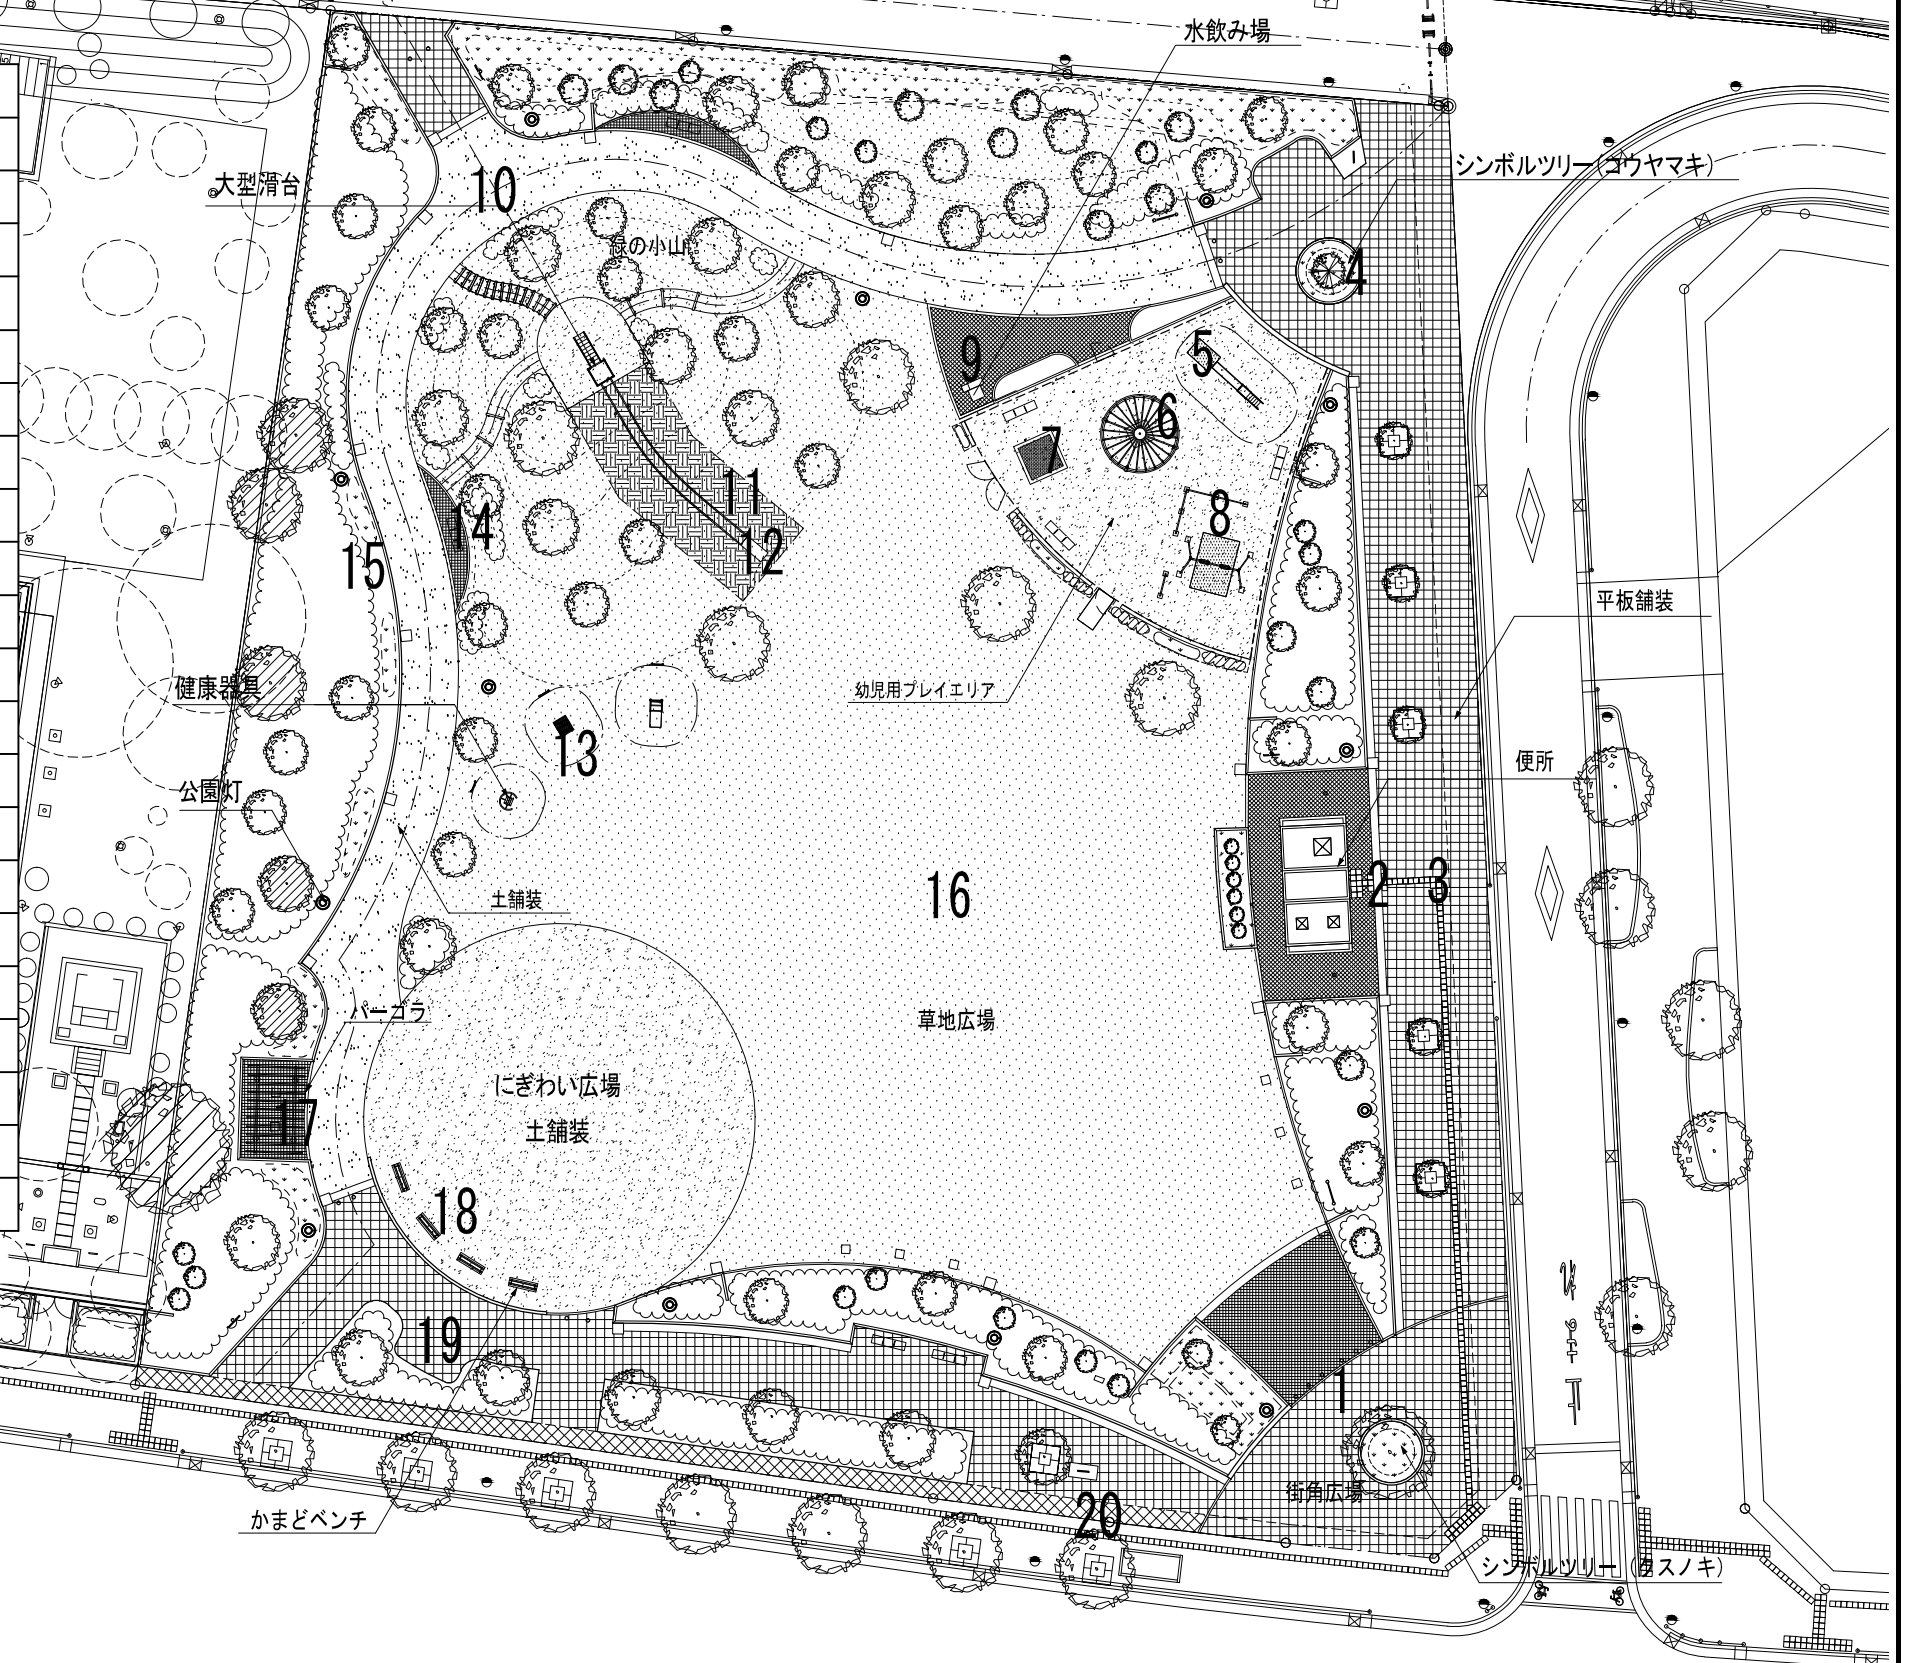 水飲み場
シンボルツリー(コウヤマキ)
大型滑台
10
緑の小山
4
5
9
6
7
11
8
14
12
15
平板舗装
健康器具
幼児用プレイエリア
13
便所
公園灯
土舗装
16
2
3
パーゴラ
草地広場
にぎわい広場
土舗装
17
18
19
1
街角広場
かまどベンチ
20
シンボルツリー(クスノキ)